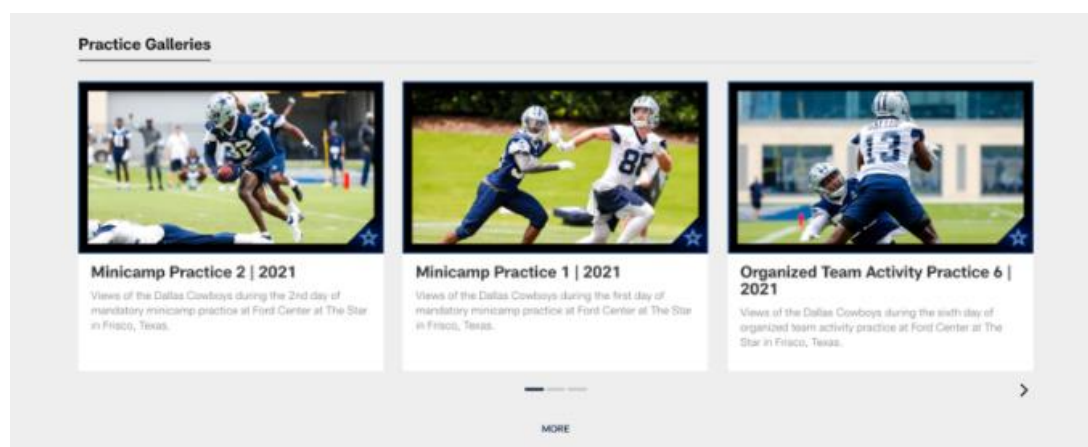 Practice Galleries
Minicamp Practice 2 | 2021
Views of the Dallas Cowboys during the 2nd day of
mandatory minicamp practice at Ford Center at The Star
in Frisco, Texas.
Minicamp Practice 1 | 2021
Views of the Dallas Cowboys during the first day of
mandatory minicamp practice at Ford Center at The Star
in Frisco, Texas.
Organized Team Activity Practice 6 |
2021
Views of the Dallas Cowboys during the sixth day of
organized team activity practice at Ford Center at The
Star in Frisco, Texas.
MORE